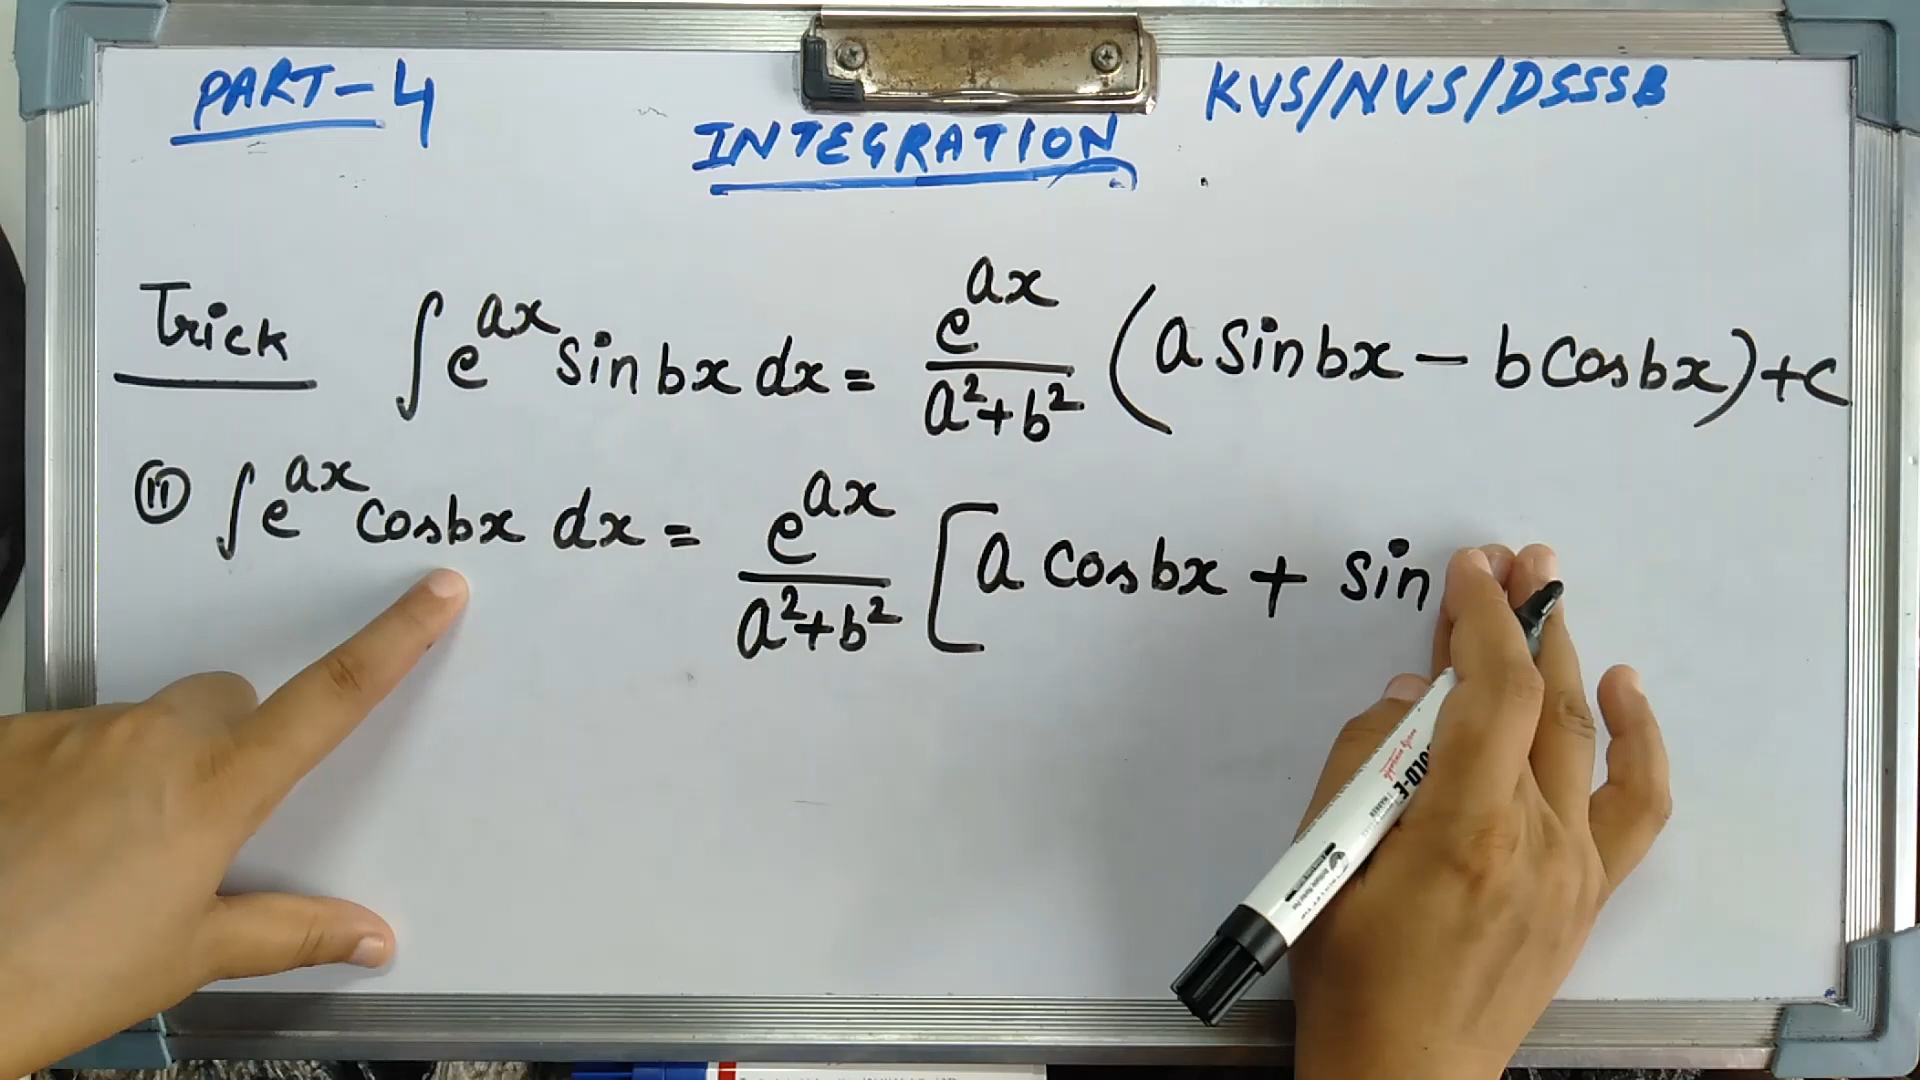 PART-4
KVS/NVS/DSSSB
INTEGRATION
Trick ∫e^ax sin bx dx = e^ax/(a²+b²) (a sin bx - b cos bx) + c
(ii) ∫e^ax cos bx dx = e^ax/(a²+b²) [a cos bx + sin